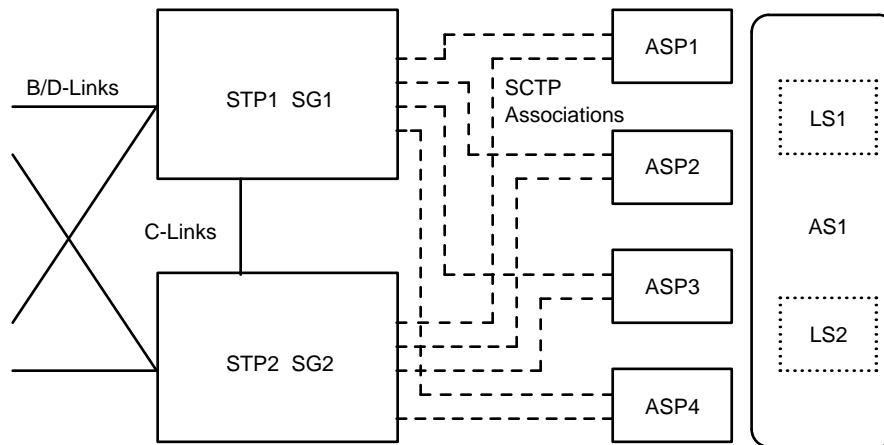 B/D-Links
STP1 SG1
C-Links
STP2 SG2
SCTP
Associations
ASP1
ASP2
ASP3
ASP4
LS1
AS1
LS2